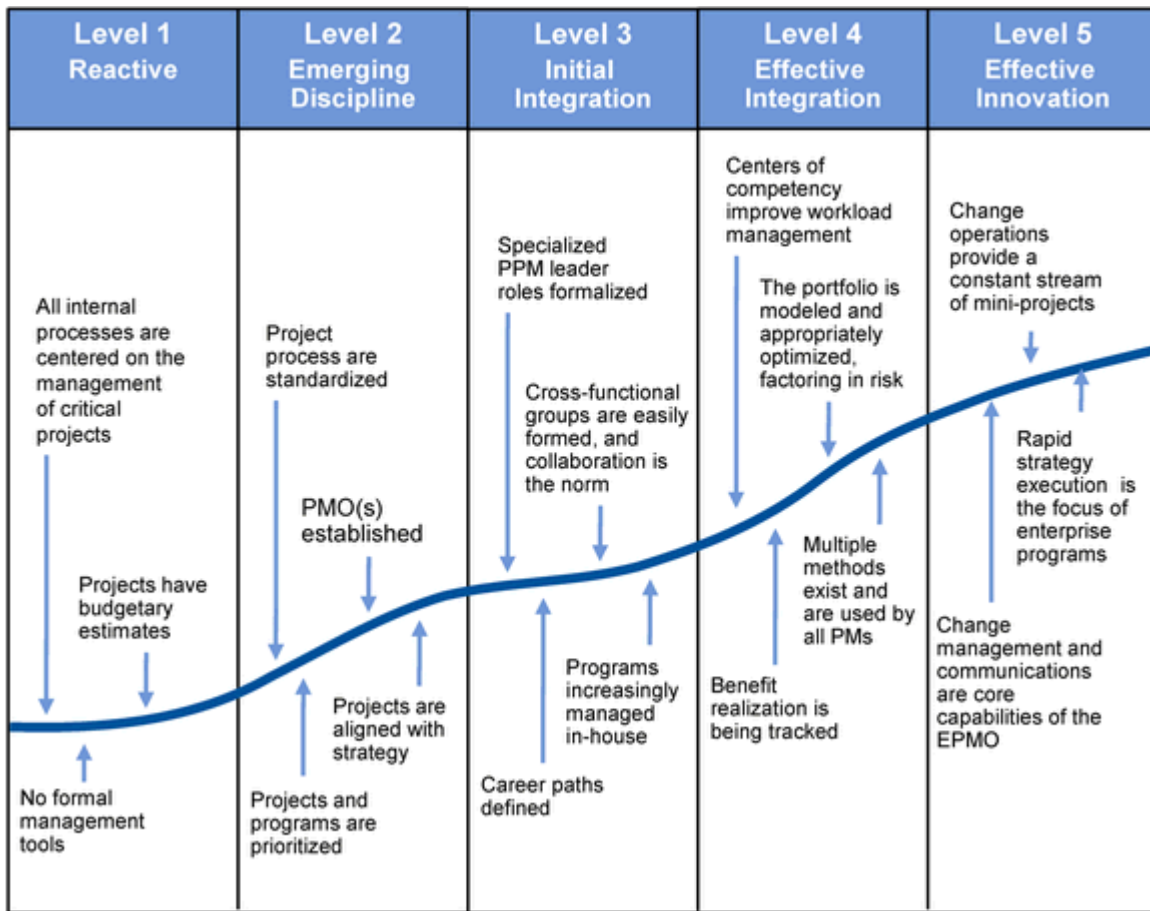 Level 1
Reactive
Level 2
Emerging
Discipline
Level 3
Initial
Integration
Level 4
Effective
Integration
Level 5
Effective
Innovation
All internal
processes are
centered on the
management
of critical
projects
Projects have
budgetary
estimates
No formal
management
tools
Project
process are
standardized
PMO(s)
established
Projects are
aligned with
strategy
Projects and
programs are
prioritized
Specialized
PPM leader
roles formalized
Cross-functional
groups are easily
formed, and
collaboration is
the norm
Programs
increasingly
managed
in-house
Career paths
defined
Centers of
competency
improve workload
management
The portfolio is
modeled and
appropriately
optimized,
factoring in risk
Multiple
methods
exist and
are used by
all PMs
Benefit
realization is
being tracked
Change
operations
provide a
constant stream
of mini-projects
Rapid
strategy
execution is
the focus of
enterprise
programs
Change
management and
communications
are core
capabilities of the
EPMO